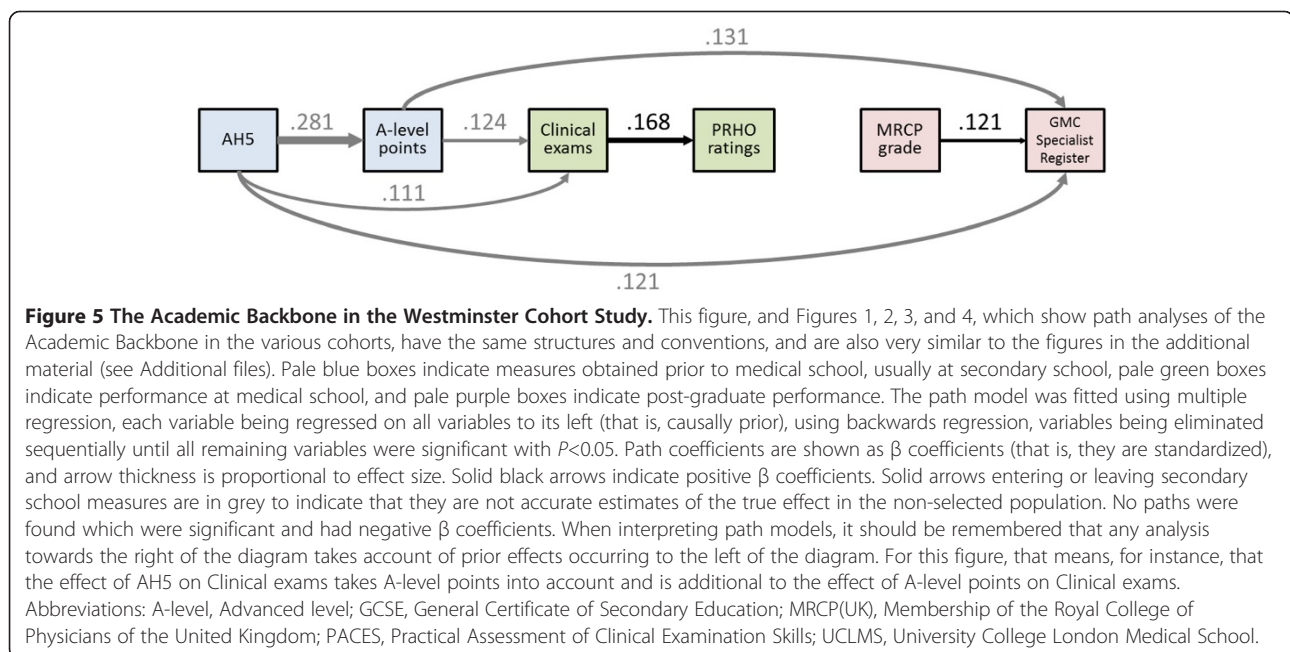 .131
.281
.124
.168
.121
AH5
A-level
points
Clinical
exams
PRHO
ratings
MRCP
grade
GMC
Specialist
Register
.111
.121
Figure 5 The Academic Backbone in the Westminster Cohort Study. This figure, and Figures 1, 2, 3, and 4, which show path analyses of the
Academic Backbone in the various cohorts, have the same structures and conventions, and are also very similar to the figures in the additional
material (see Additional files). Pale blue boxes indicate measures obtained prior to medical school, usually at secondary school, pale green boxes
indicate performance at medical school, and pale purple boxes indicate post-graduate performance. The path model was fitted using multiple
regression, each variable being regressed on all variables to its left (that is, causally prior), using backwards regression, variables being eliminated
sequentially until all remaining variables were significant with P<0.05. Path coefficients are shown as β coefficients (that is, they are standardized),
and arrow thickness is proportional to effect size. Solid black arrows indicate positive β coefficients. Solid arrows entering or leaving secondary
school measures are in grey to indicate that they are not accurate estimates of the true effect in the non-selected population. No paths were
found which were significant and had negative β coefficients. When interpreting path models, it should be remembered that any analysis
towards the right of the diagram takes account of prior effects occurring to the left of the diagram. For this figure, that means, for instance, that
the effect of AH5 on Clinical exams takes A-level points into account and is additional to the effect of A-level points on Clinical exams.
Abbreviations: A-level, Advanced level; GCSE, General Certificate of Secondary Education; MRCP(UK), Membership of the Royal College of
Physicians of the United Kingdom; PACES, Practical Assessment of Clinical Examination Skills; UCLMS, University College London Medical School.